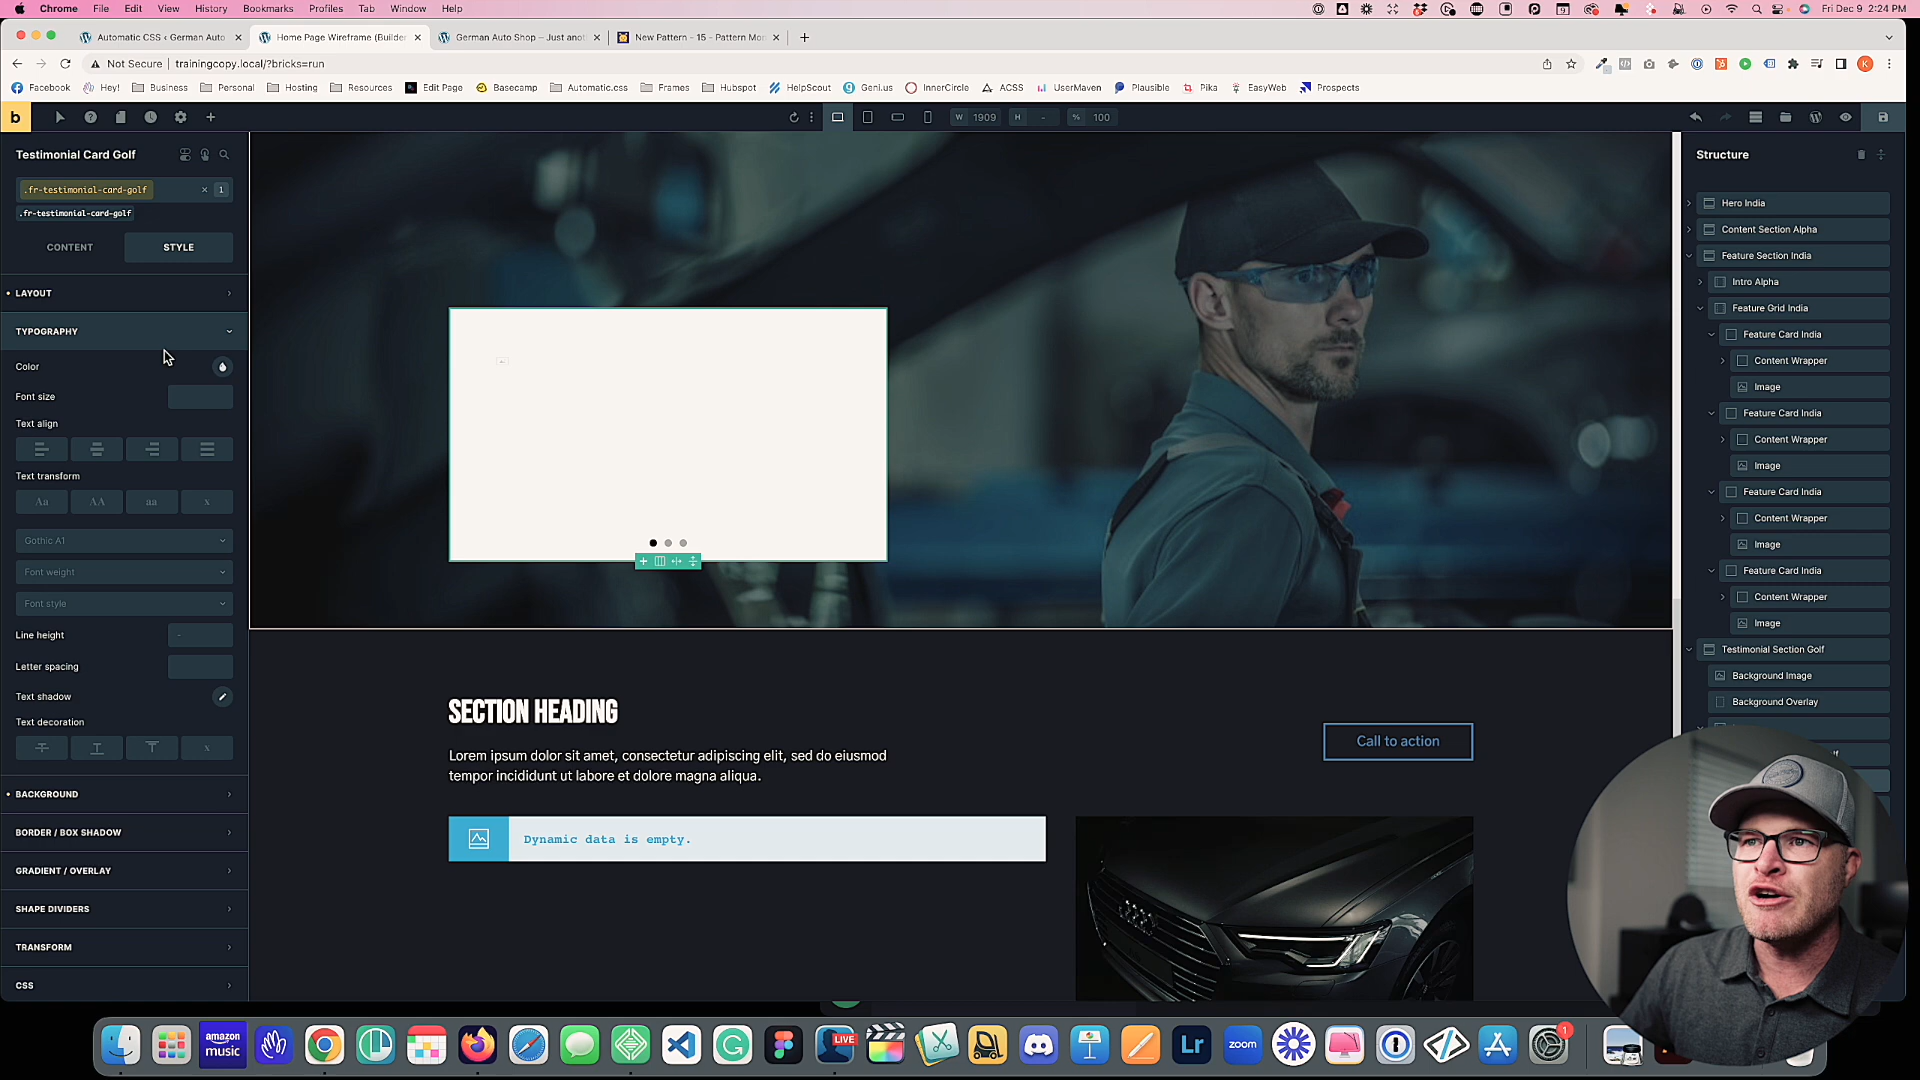 Chrome File Edit View History Bookmarks Profiles Tab Window Help Fri Dec 9 2:24 PM
Automatic CSS ‹ German Auto Home Page Wireframe (Builder German Auto Shop – Just anot New Pattern - 15 - Pattern Mo
Not Secure trainingcopy.local/?bricks=run
Facebook Hey! Business Personal Hosting Resources Edit Page Basecamp Automatic.css Frames Hubspot HelpScout Geni.us InnerCircle ACSS UserMaven Plausible Pika EasyWeb Prospects
b W 1909 H - % 100
Testimonial Card Golf
.fr-testimonial-card-golf × 1
.fr-testimonial-card-golf
CONTENT STYLE
LAYOUT
TYPOGRAPHY
Color
Font size
Text align
Text transform
Aa AA aa x
Gothic A1
Font weight
Font style
Line height -
Letter spacing
Text shadow
Text decoration
x
BACKGROUND
BORDER / BOX SHADOW
GRADIENT / OVERLAY
SHAPE DIVIDERS
TRANSFORM
CSS
SECTION HEADING
Lorem ipsum dolor sit amet, consectetur adipiscing elit, sed do eiusmod
tempor incididunt ut labore et dolore magna aliqua.
Call to action
Dynamic data is empty.
Structure
Hero India
Content Section Alpha
Feature Section India
Intro Alpha
Feature Grid India
Feature Card India
Content Wrapper
Image
Feature Card India
Content Wrapper
Image
Feature Card India
Content Wrapper
Image
Feature Card India
Content Wrapper
Image
Testimonial Section Golf
Background Image
Background Overlay
amazon
music
LIVE
Lr
zoom
1